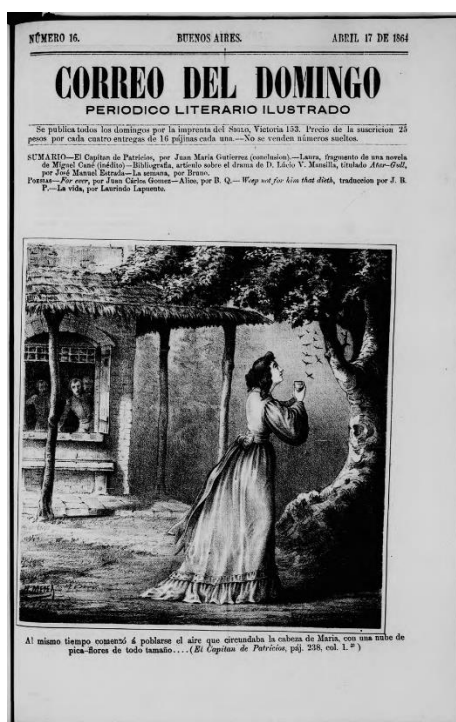 NÚMERO 16. BUENOS AIRES. ABRIL 17 DE 1864
CORREO DEL DOMINGO
PERIODICO LITERARIO ILUSTRADO
Se publica todos los domingos por la imprenta del SIGLO, Victoria 153. Precio de la suscricion 25
pesos por cada cuatro entregas de 16 pájinas cada una.—No se venden números sueltos.
SUMARIO—El Capitan de Patricios, por Juan María Gutierrez (conclusion).—Laura, fragmento de una novela
de Miguel Cané (inédito)—Bibliografía, artículo sobre el drama de D. Lúcio V. Mansilla, titulado Atar-Gull,
por José Manuel Estrada—La semana, por Bruno.
POESIAS—For ever, por Juan Cárlos Gomez—Alice, por B. Q.—Weep not for him that dieth, traduccion por J. R.
P.—La vida, por Laurindo Lapuente.
Al mismo tiempo comenzó á poblarse el aire que circundaba la cabeza de Maria, con una nube de
pica-flores de todo tamaño....(El Capitan de Patricios, páj. 238, col. 1.ª)